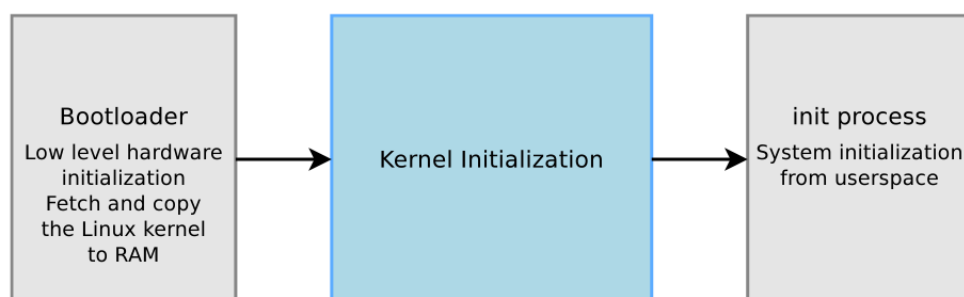 Bootloader
Low level hardware
initialization
Fetch and copy
the Linux kernel
to RAM
Kernel Initialization
init process
System initialization
from userspace